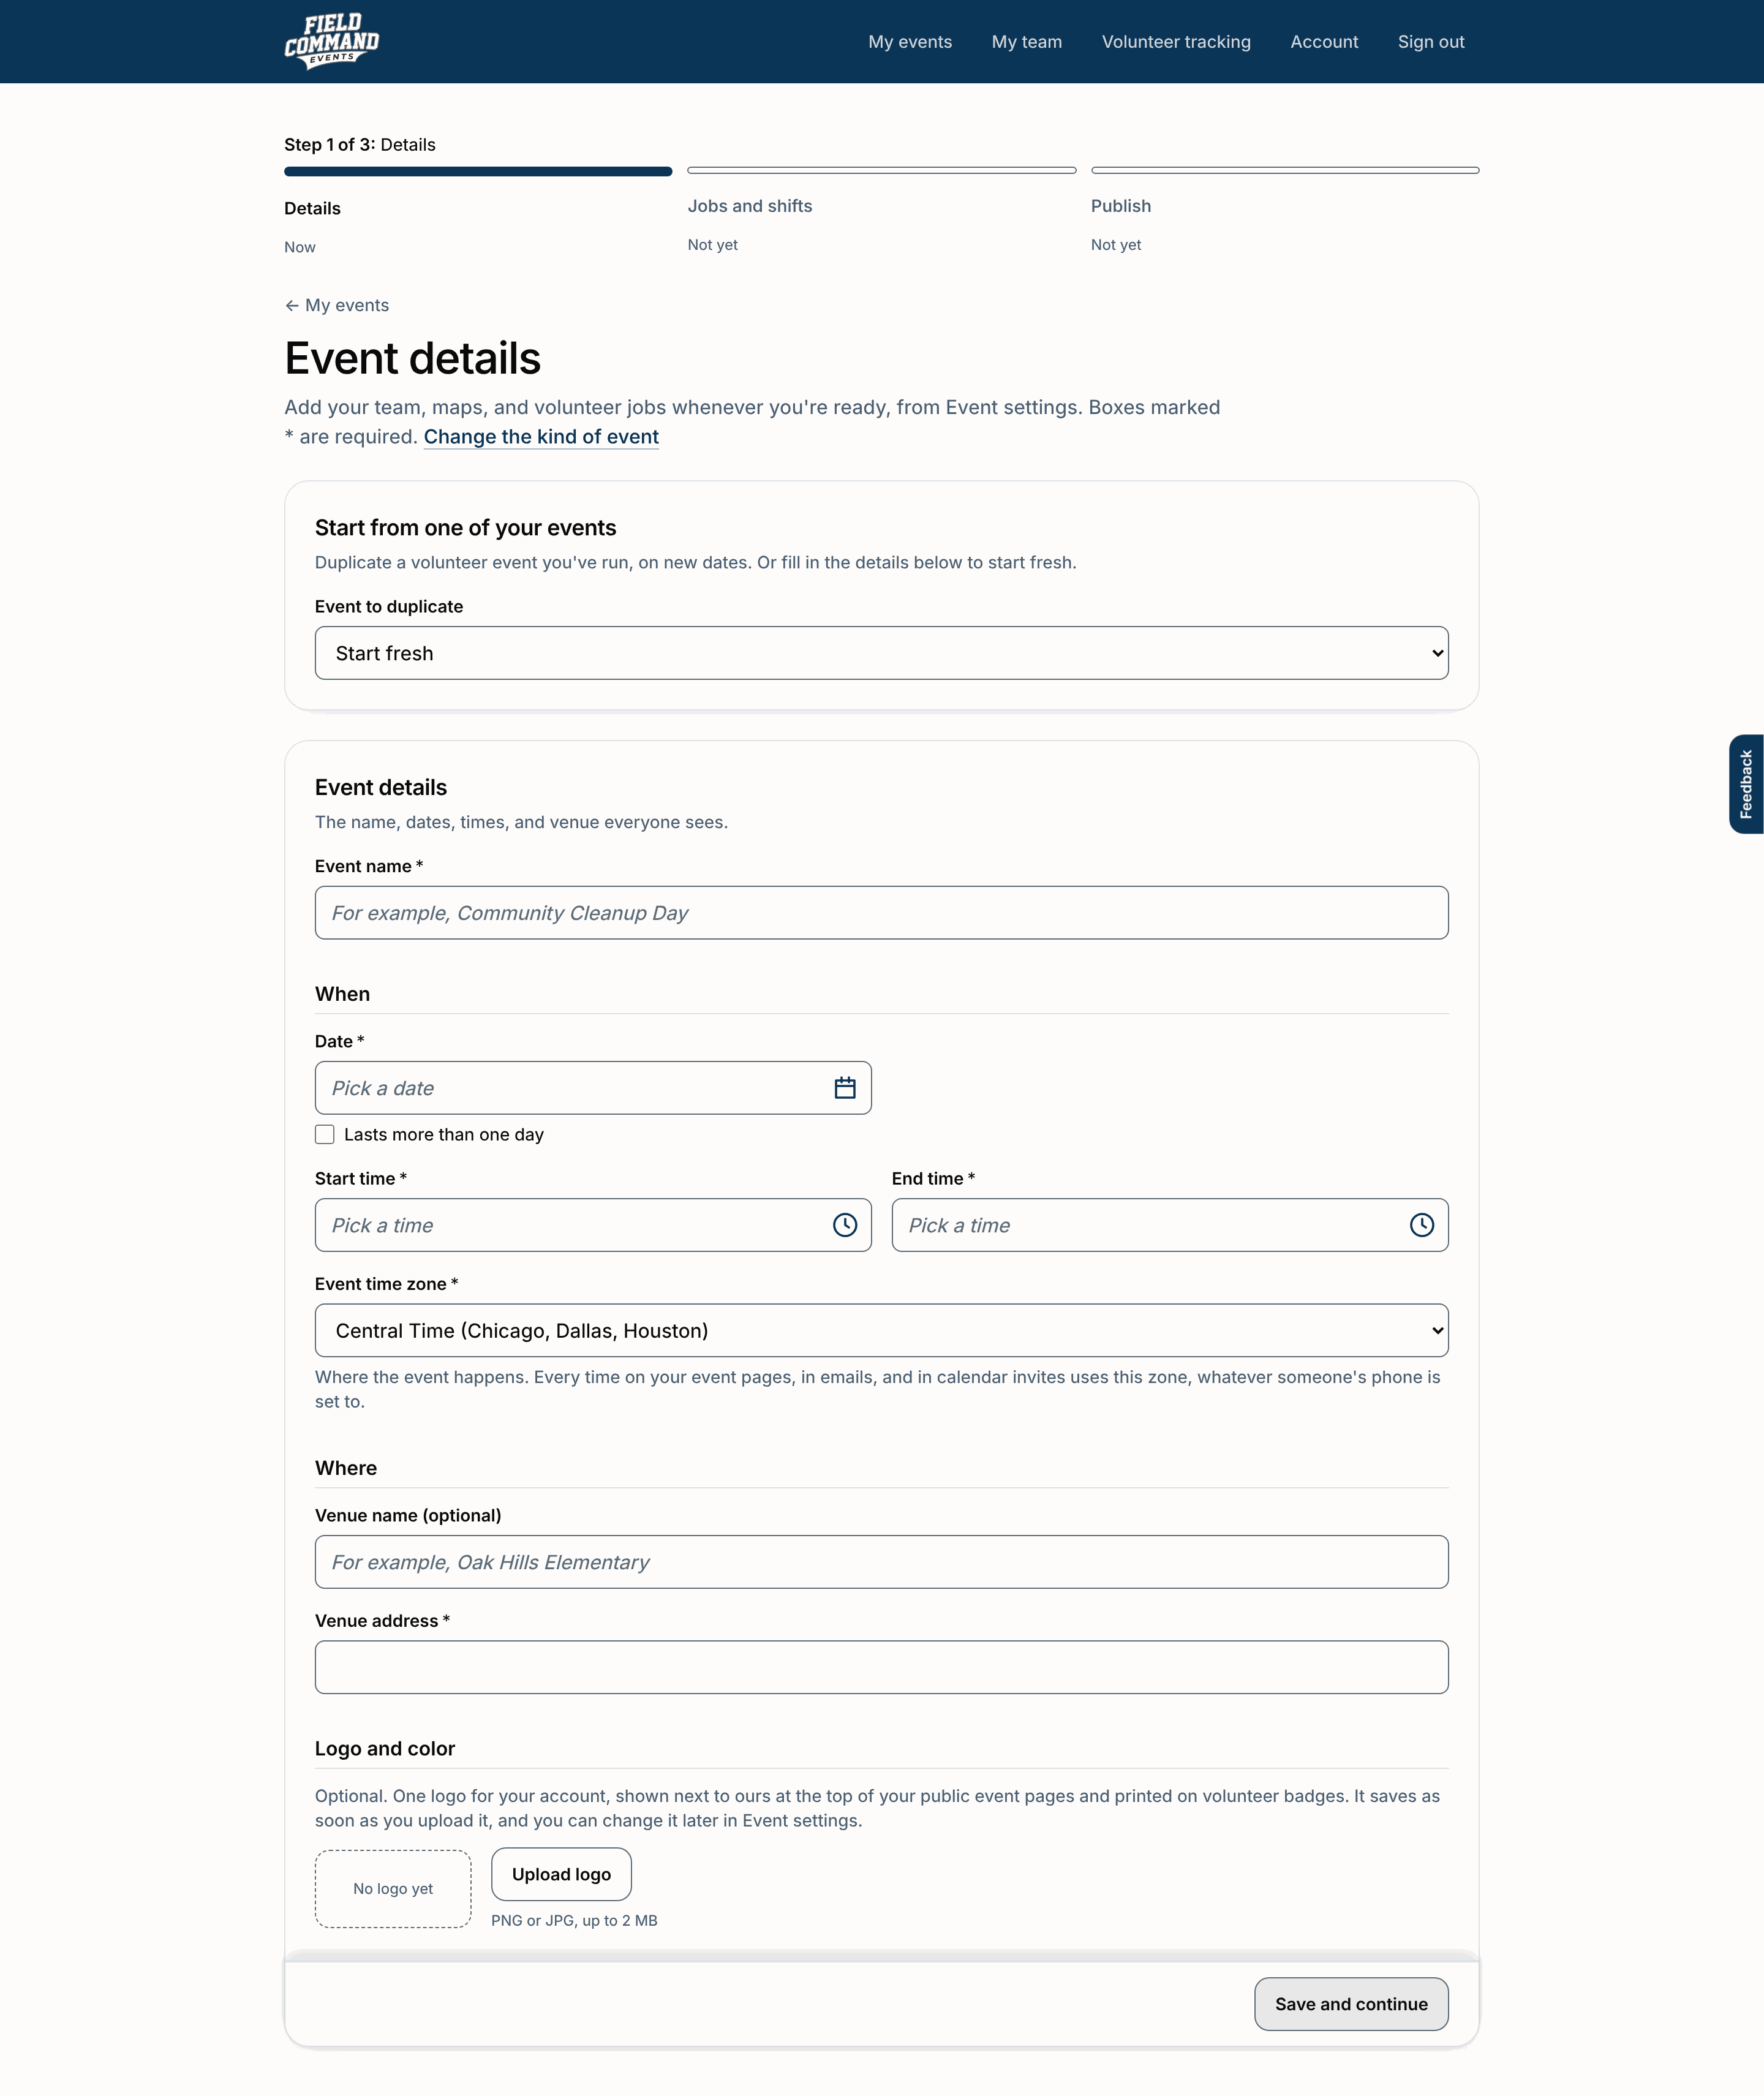 FIELD
COMMAND
EVENTS
My events
My team
Volunteer tracking
Account
Sign out
Step 1 of 3: Details
Details
Now
Jobs and shifts
Not yet
Publish
Not yet
← My events
Event details
Add your team, maps, and volunteer jobs whenever you're ready, from Event settings. Boxes marked
* are required. Change the kind of event
Start from one of your events
Duplicate a volunteer event you've run, on new dates. Or fill in the details below to start fresh.
Event to duplicate
Start fresh
Feedback
Event details
The name, dates, times, and venue everyone sees.
Event name *
For example, Community Cleanup Day
When
Date *
Pick a date
Lasts more than one day
Start time *
Pick a time
End time *
Pick a time
Event time zone *
Central Time (Chicago, Dallas, Houston)
Where the event happens. Every time on your event pages, in emails, and in calendar invites uses this zone, whatever someone's phone is
set to.
Where
Venue name (optional)
For example, Oak Hills Elementary
Venue address *
Logo and color
Optional. One logo for your account, shown next to ours at the top of your public event pages and printed on volunteer badges. It saves as
soon as you upload it, and you can change it later in Event settings.
No logo yet
Upload logo
PNG or JPG, up to 2 MB
Save and continue